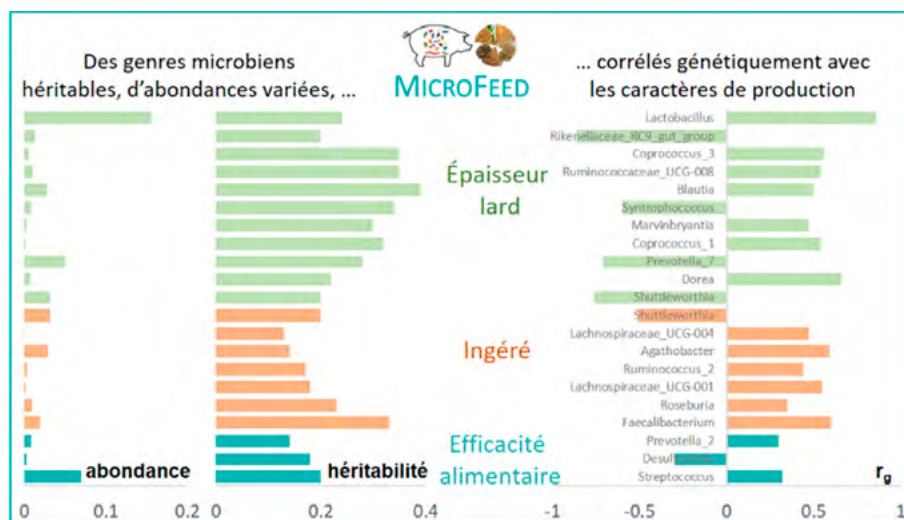 Des genres microbiens
héritables, d'abondances variées, …
MICROFEED
… corrélés génétiquement avec
les caractères de production
Lactobacillus
Rikenellaceae_RC9_gut_group
Coprococcus_3
Ruminococcaceae_UCG-008
Blautia
Syntrophococcus
Marvinbryantia
Coprococcus_1
Prevotella_7
Dorea
Shuttleworthia
Épaisseur
lard
Shuttleworthia
Lachnospiraceae_UCG-004
Agathobacter
Ruminococcus_2
Lachnospiraceae_UCG-001
Roseburia
Faecalibacterium
Ingéré
Prevotella_2
Streptococcus
Efficacité
alimentaire
abondance
héritabilité
rg
0 0.1 0.2
0 0.2 0.4
-1 -0.5 0 0.5 1